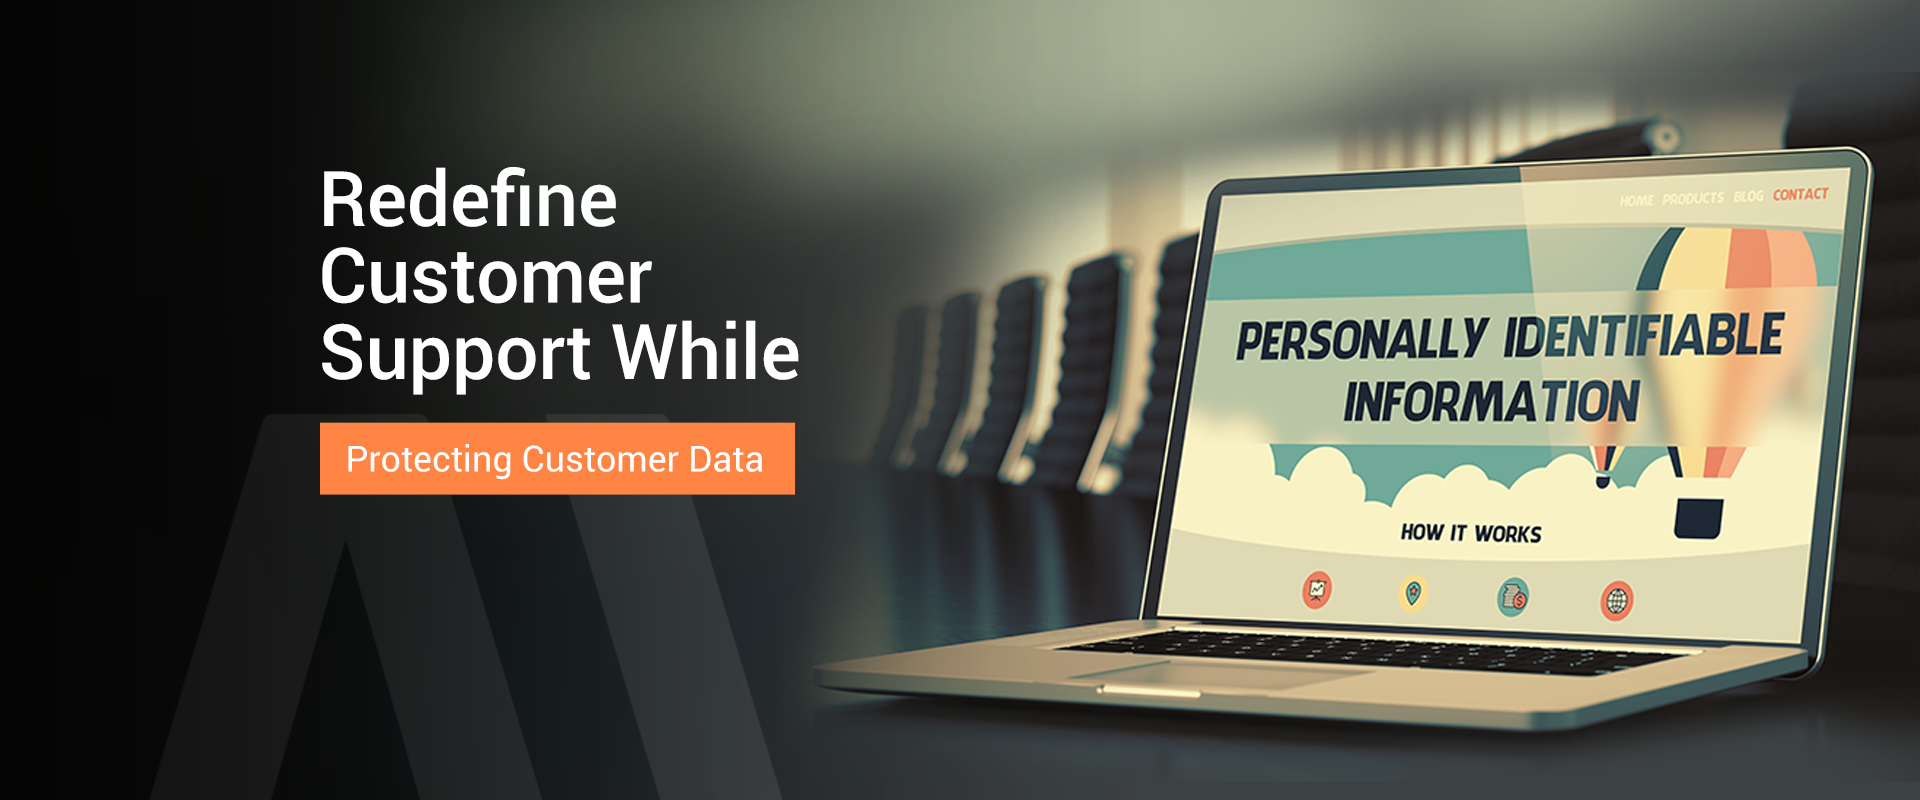 Redefine
Customer
Support While
Protecting Customer Data
HOME PRODUCTS BLOG CONTACT
PERSONALLY IDENTIFIABLE
INFORMATION
HOW IT WORKS